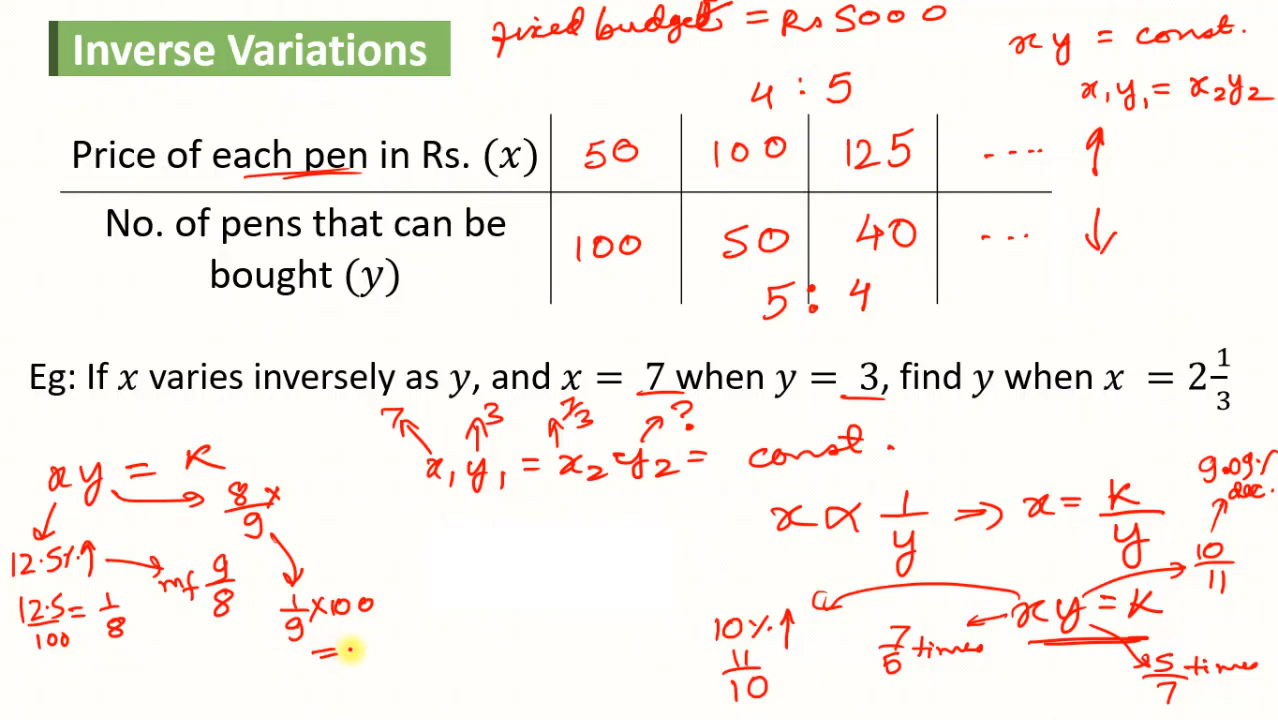 fixed budget = Rs 5000
Inverse Variations
xy = const.
4 : 5
x₁y₁ = x₂y₂
Price of each pen in Rs. (x) 50 100 125 .... ↑
No. of pens that can be bought (y) 100 50 40 ... ↓
5 : 4
Eg: If x varies inversely as y, and x = 7 when y = 3, find y when x = 2 1/3
7 3 7/3 ?
x₁y₁ = x₂y₂ = const.
xy = K
8/9 x
12.5% ↑
mf 9/8
12.5/100 = 1/8
1/9 × 100
=
x ∝ 1/y ⇒ x = K/y
9.09% dec.
10/11
xy = K
10% ↑
11/10
7/5 times
5/7 times